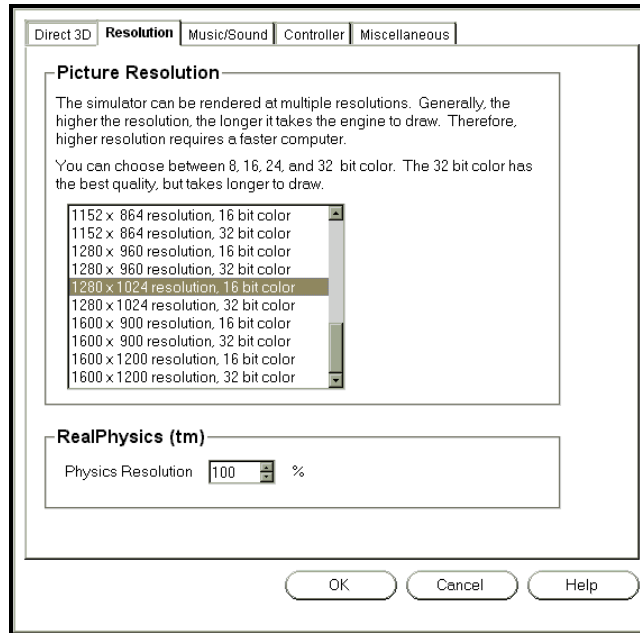 Direct 3D Resolution Music/Sound Controller Miscellaneous
Picture Resolution
The simulator can be rendered at multiple resolutions. Generally, the
higher the resolution, the longer it takes the engine to draw. Therefore,
higher resolution requires a faster computer.
You can choose between 8, 16, 24, and 32 bit color. The 32 bit color has
the best quality, but takes longer to draw.
1152 x 864 resolution, 16 bit color
1152 x 864 resolution, 32 bit color
1280 x 960 resolution, 16 bit color
1280 x 960 resolution, 32 bit color
1280 x 1024 resolution, 16 bit color
1280 x 1024 resolution, 32 bit color
1600 x 900 resolution, 16 bit color
1600 x 900 resolution, 32 bit color
1600 x 1200 resolution, 16 bit color
1600 x 1200 resolution, 32 bit color
RealPhysics (tm)
Physics Resolution 100 %
OK Cancel Help